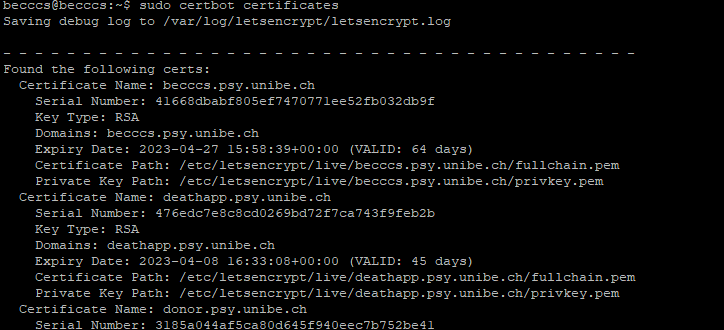 becccs@becccs:~$ sudo certbot certificates
Saving debug log to /var/log/letsencrypt/letsencrypt.log
- - - - - - - - - - - - - - - - - - - - - - - - - - - - - - - - - - - - - - - -
Found the following certs:
Certificate Name: becccs.psy.unibe.ch
Serial Number: 41668dbabf805ef7470771ee52fb032db9f
Key Type: RSA
Domains: becccs.psy.unibe.ch
Expiry Date: 2023-04-27 15:58:39+00:00 (VALID: 64 days)
Certificate Path: /etc/letsencrypt/live/becccs.psy.unibe.ch/fullchain.pem
Private Key Path: /etc/letsencrypt/live/becccs.psy.unibe.ch/privkey.pem
Certificate Name: deathapp.psy.unibe.ch
Serial Number: 476edc7e8c8cd0269bd72f7ca743f9feb2b
Key Type: RSA
Domains: deathapp.psy.unibe.ch
Expiry Date: 2023-04-08 16:33:08+00:00 (VALID: 45 days)
Certificate Path: /etc/letsencrypt/live/deathapp.psy.unibe.ch/fullchain.pem
Private Key Path: /etc/letsencrypt/live/deathapp.psy.unibe.ch/privkey.pem
Certificate Name: donor.psy.unibe.ch
Serial Number: 3185a044af5ca80d645f940eec7b752be41